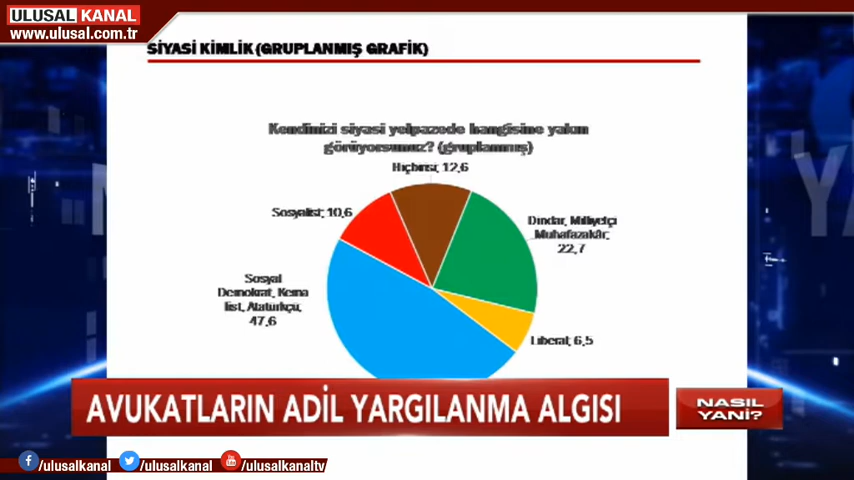 ULUSAL KANAL
www.ulusal.com.tr
SİYASİ KİMLİK (GRUPLANMIŞ GRAFİK)
Kendinizi siyasi yelpazede hangisine yakın
görüyorsunuz? (gruplanmış)
Hiçbirisi; 12,6
Sosyalist; 10,6
Dindar, Milliyetçi
Muhafazakâr;
22,7
Sosyal
Demokrat, Kema
list, Atatürkçü;
47,6
Liberal; 6,5
AVUKATLARIN ADİL YARGILANMA ALGISI
NASIL
YANİ?
/ulusalkanal
/ulusalkanal
/ulusalkanaltv